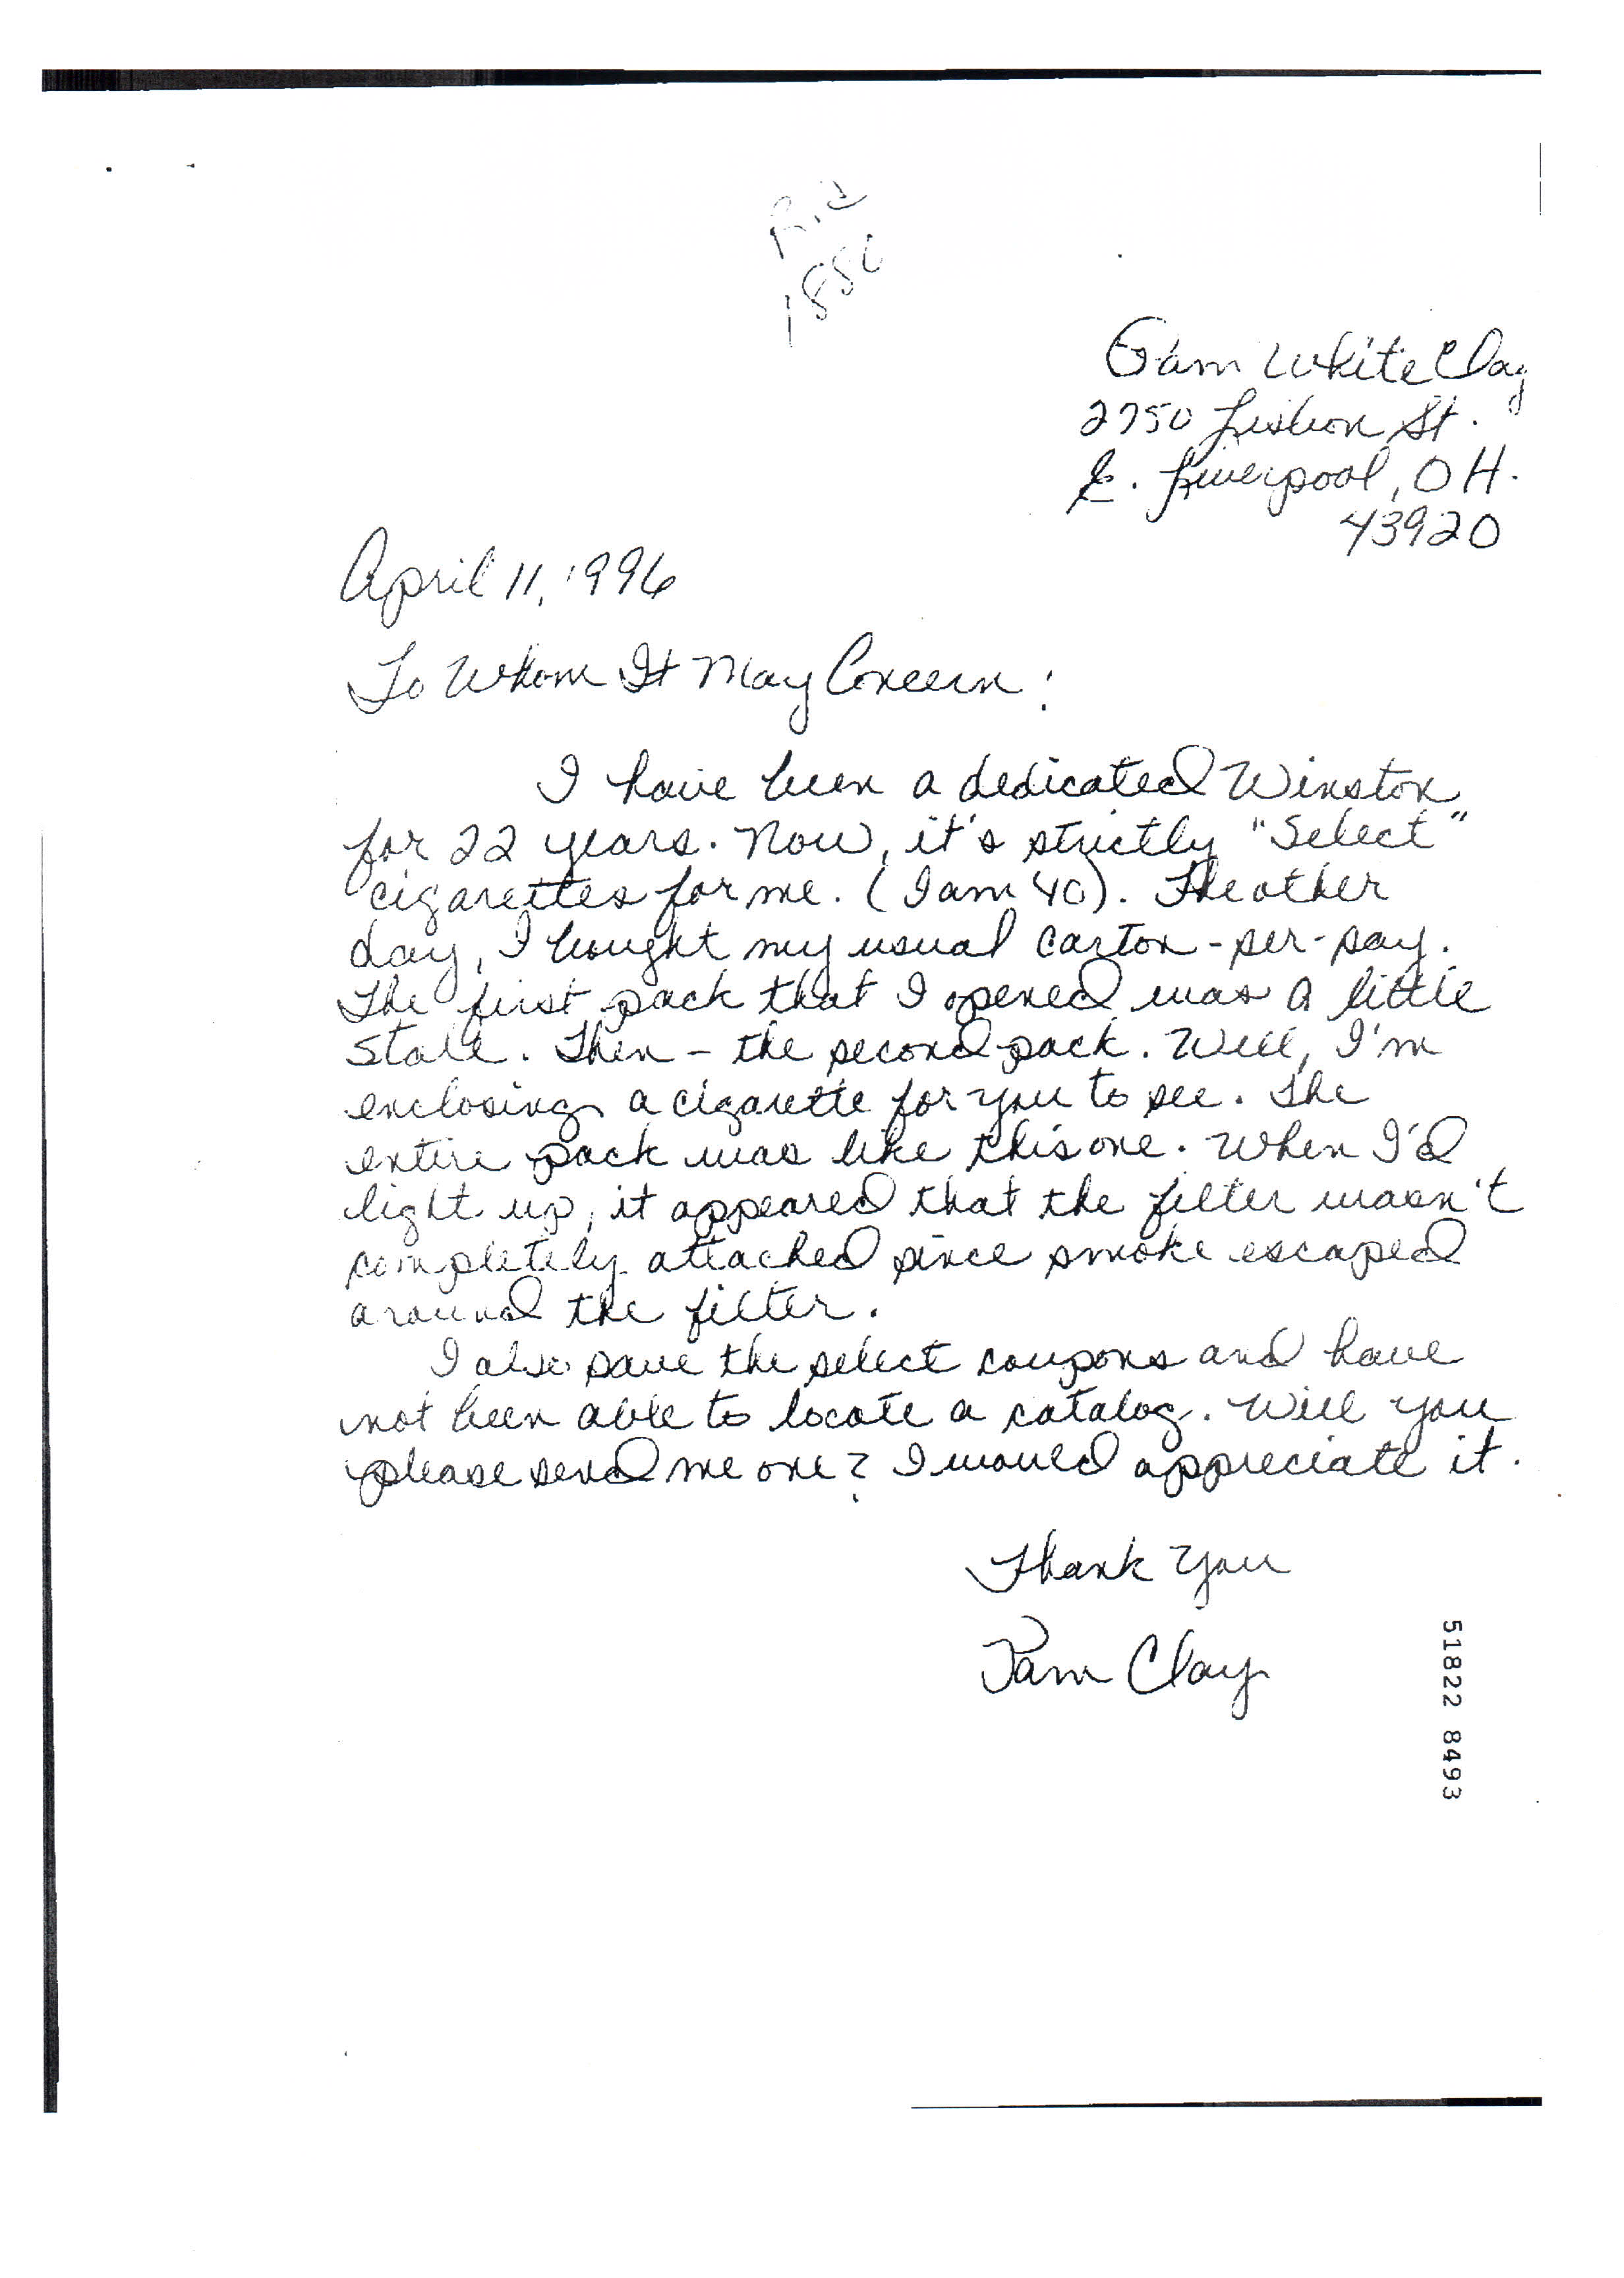 Pam White Clay
2750 Lisbon St.
E. Liverpool, OH.
43920
April 11, 1996
To Whom It May Concern:
I have been a dedicated Winston
for 22 years. Now, it's strictly "Select"
cigarettes for me. (I am 40). The other
day, I bought my usual carton-per-pay.
The first pack that I opened was a little
stale. Then - the second pack. Well, I'm
enclosing a cigarette for you to see. The
entire pack was like this one. When I'd
light up, it appeared that the filter wasn't
completely attached since smoke escaped
around the filter.
I also save the select coupons and have
not been able to locate a catalog. Will you
please send me one? I would appreciate it.
Thank You
Pam Clay
51822 8493